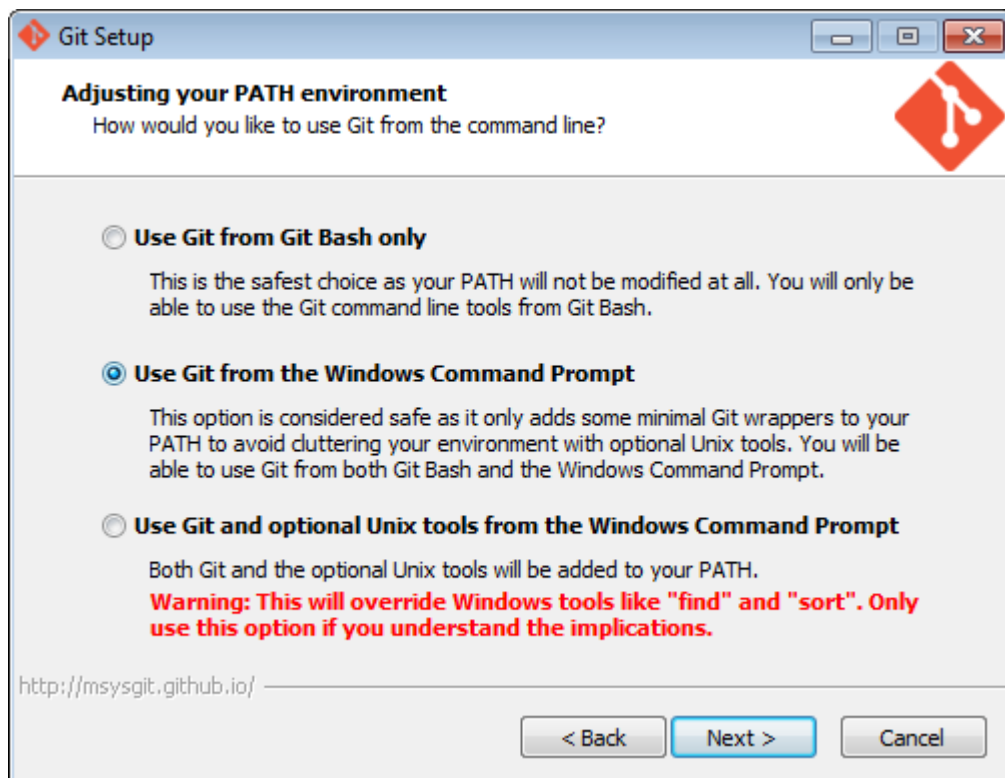 Git Setup
Adjusting your PATH environment
How would you like to use Git from the command line?
Use Git from Git Bash only
This is the safest choice as your PATH will not be modified at all. You will only be
able to use the Git command line tools from Git Bash.
Use Git from the Windows Command Prompt
This option is considered safe as it only adds some minimal Git wrappers to your
PATH to avoid cluttering your environment with optional Unix tools. You will be
able to use Git from both Git Bash and the Windows Command Prompt.
Use Git and optional Unix tools from the Windows Command Prompt
Both Git and the optional Unix tools will be added to your PATH.
Warning: This will override Windows tools like "find" and "sort". Only
use this option if you understand the implications.
http://msysgit.github.io/
< Back Next > Cancel